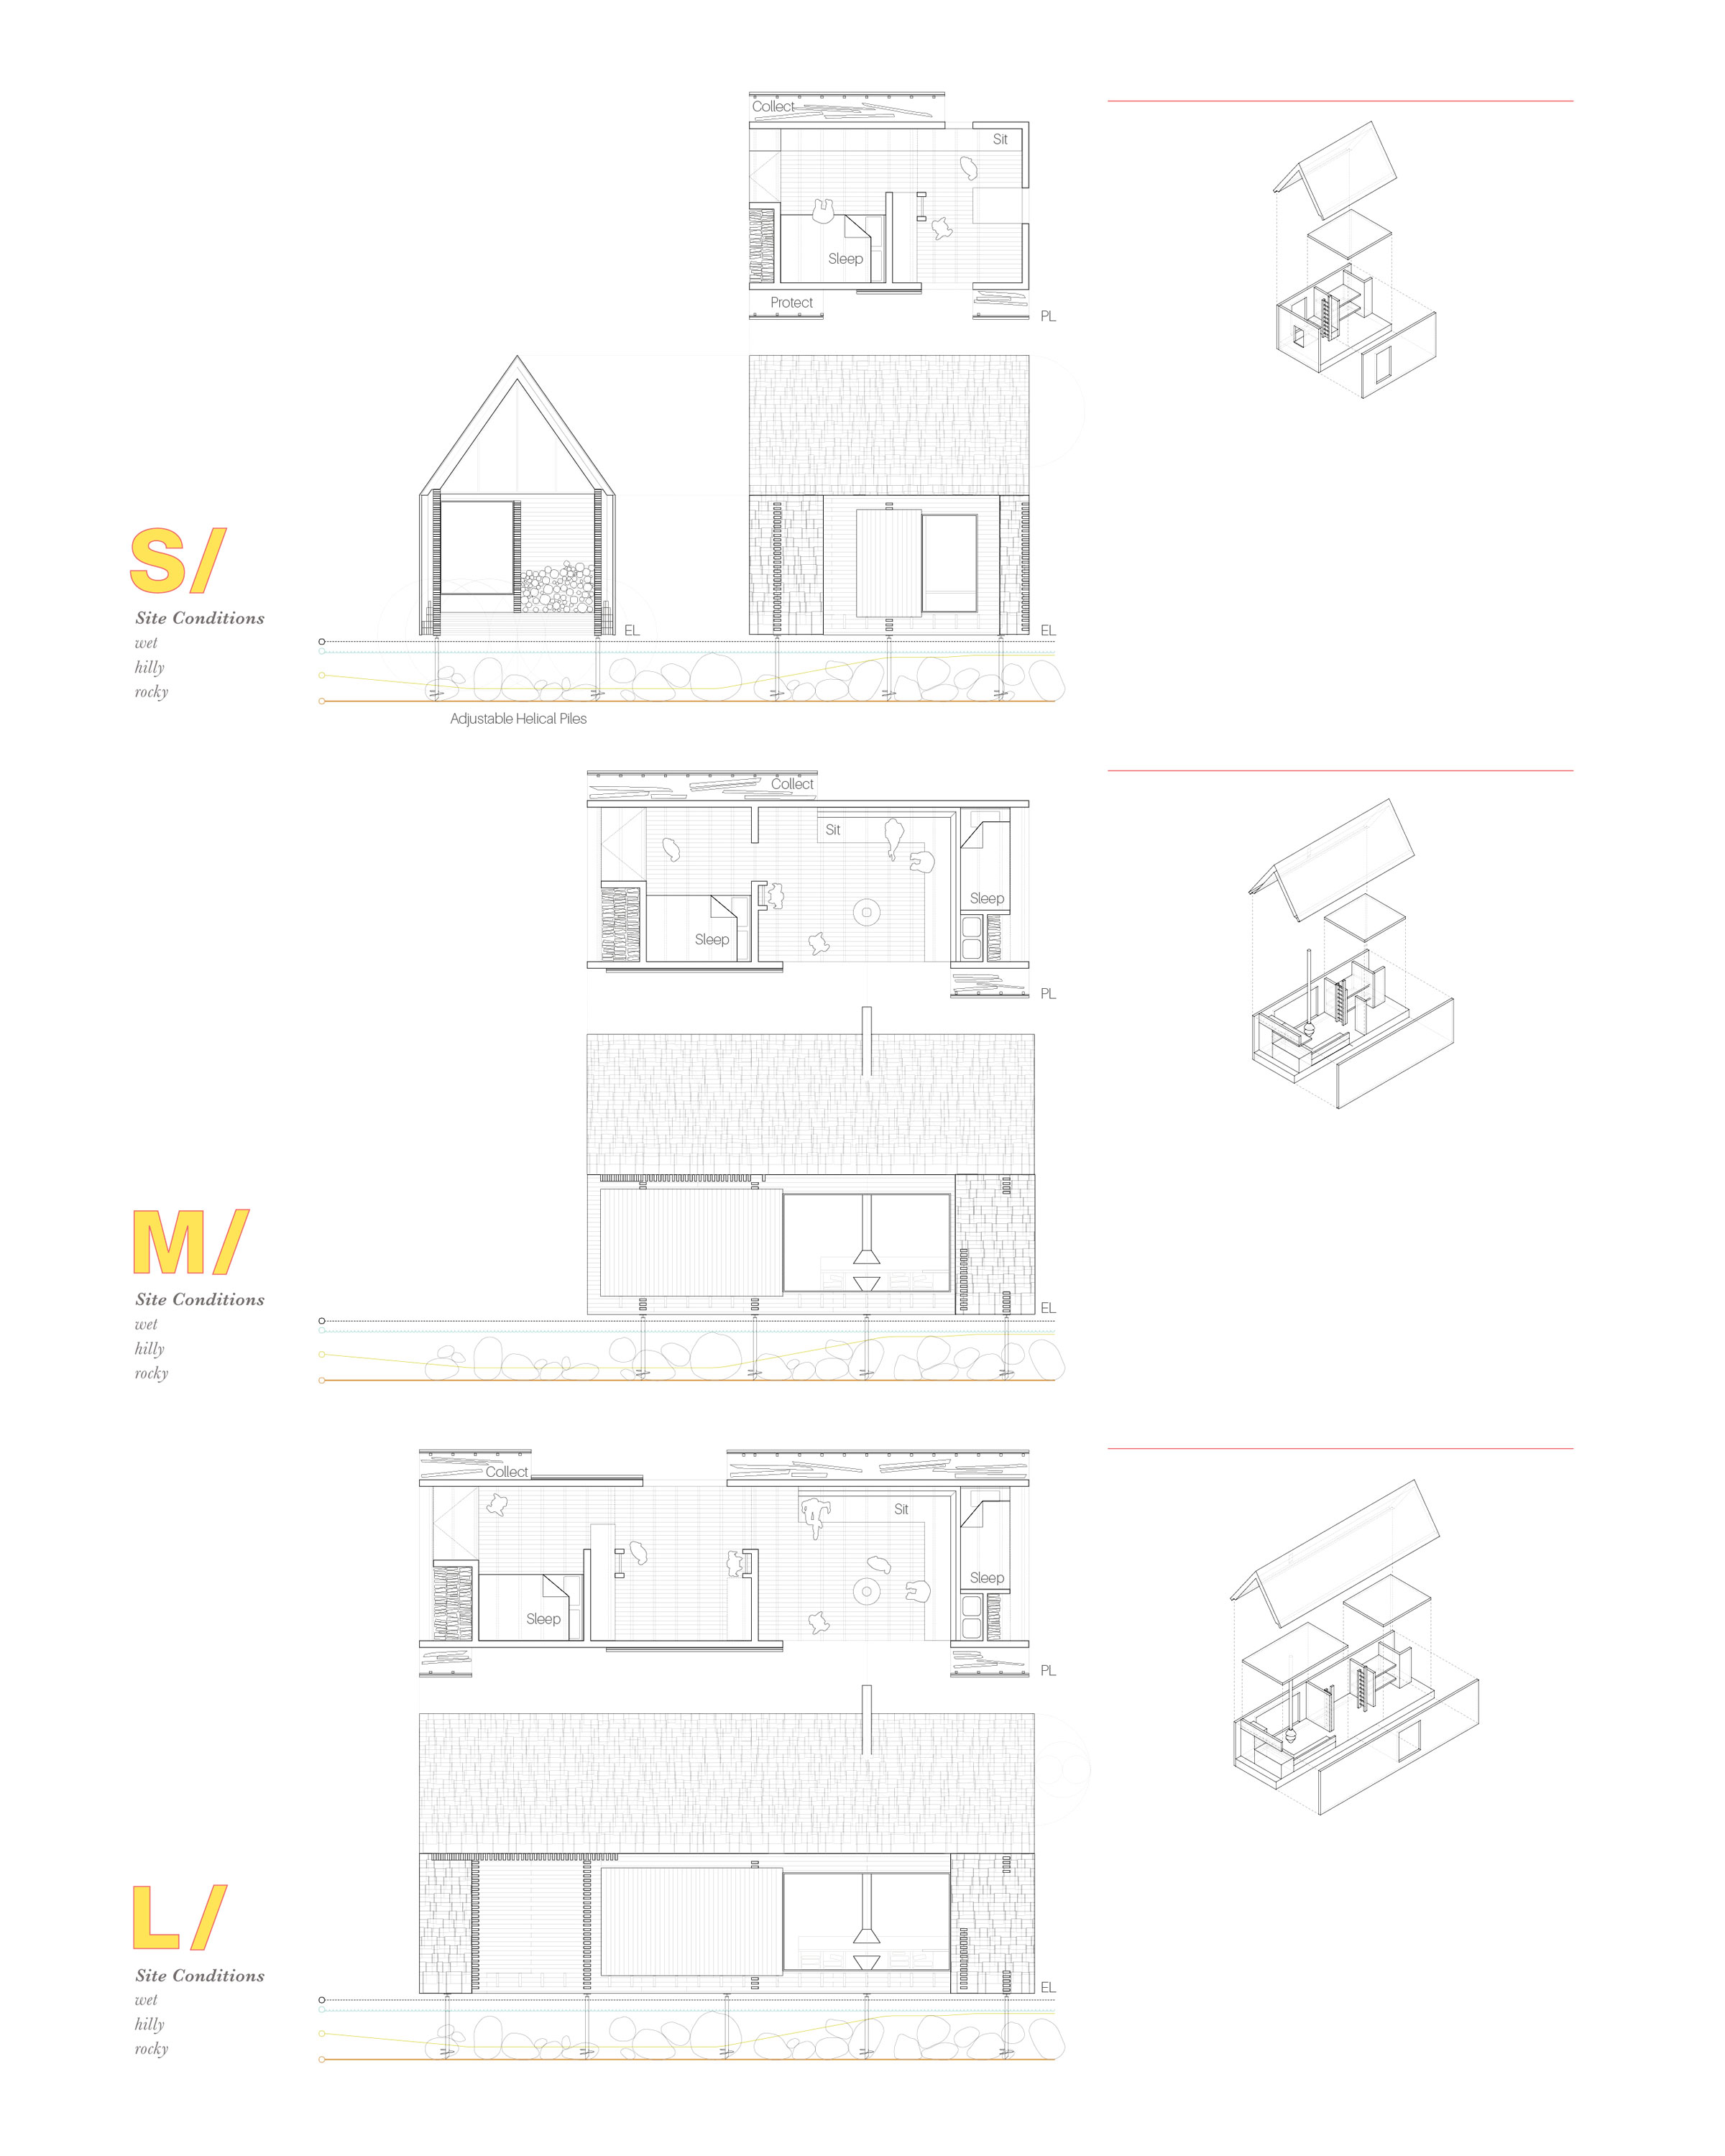 Collect
Sit
Sleep
Protect
PL
S/
Site Conditions
wet
hilly
rocky
EL
EL
Adjustable Helical Piles
Collect
Sit
Sleep
Sleep
PL
M/
Site Conditions
wet
hilly
rocky
EL
Collect
Sit
Sleep
Sleep
PL
L/
Site Conditions
wet
hilly
rocky
EL